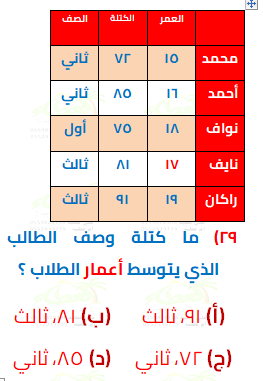 العمر الكتلة الصف
محمد ١٥ ٧٢ ثاني
أحمد ١٦ ٨٥ ثاني
نواف ١٨ ٧٥ أول
نايف ١٧ ٨١ ثالث
راكان ١٩ ٩١ ثالث
٢٩) ما كتلة وصف الطالب
الذي يتوسط أعمار الطلاب ؟
(أ) ٩١، ثالث (ب) ٨١، ثالث
(ج) ٧٢، ثاني (د) ٨٥، ثاني